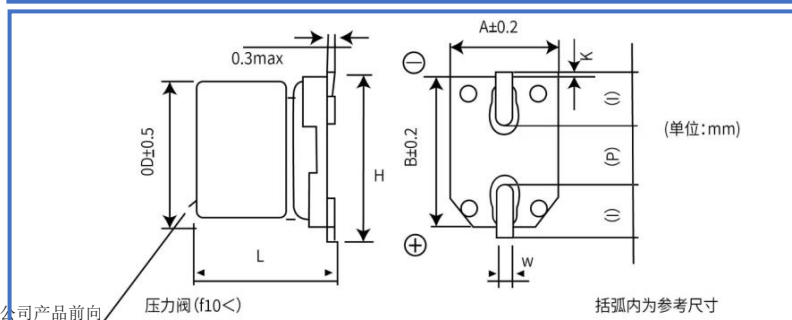 A±0.2
0.3max
K
⊖
(I)
(单位:mm)
0D±0.5
B±0.2
(P)
H
(I)
⊕
L
w
压力阀(f10<)
括弧内为参考尺寸
公司产品前向